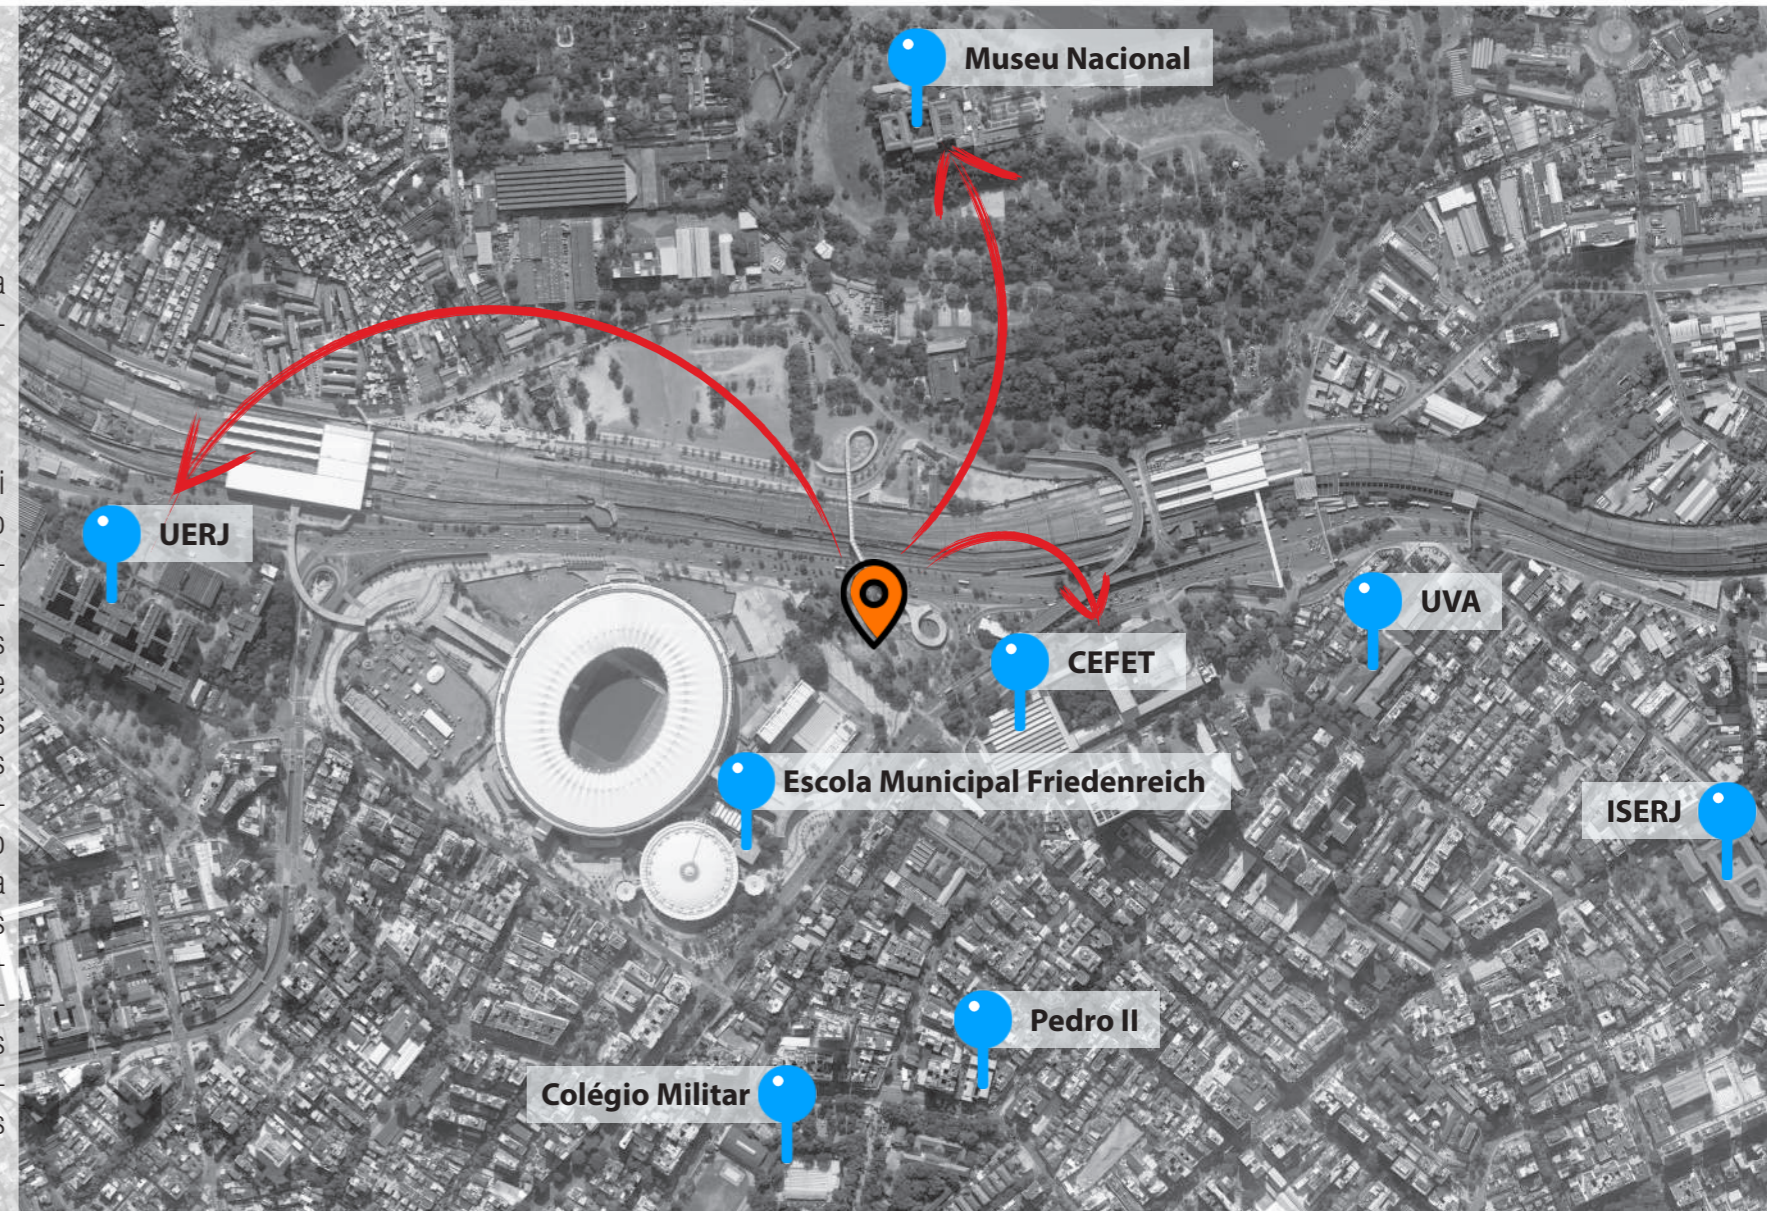 Museu Nacional
UERJ
UVA
CEFET
Escola Municipal Friedenreich
ISERJ
Pedro II
Colégio Militar